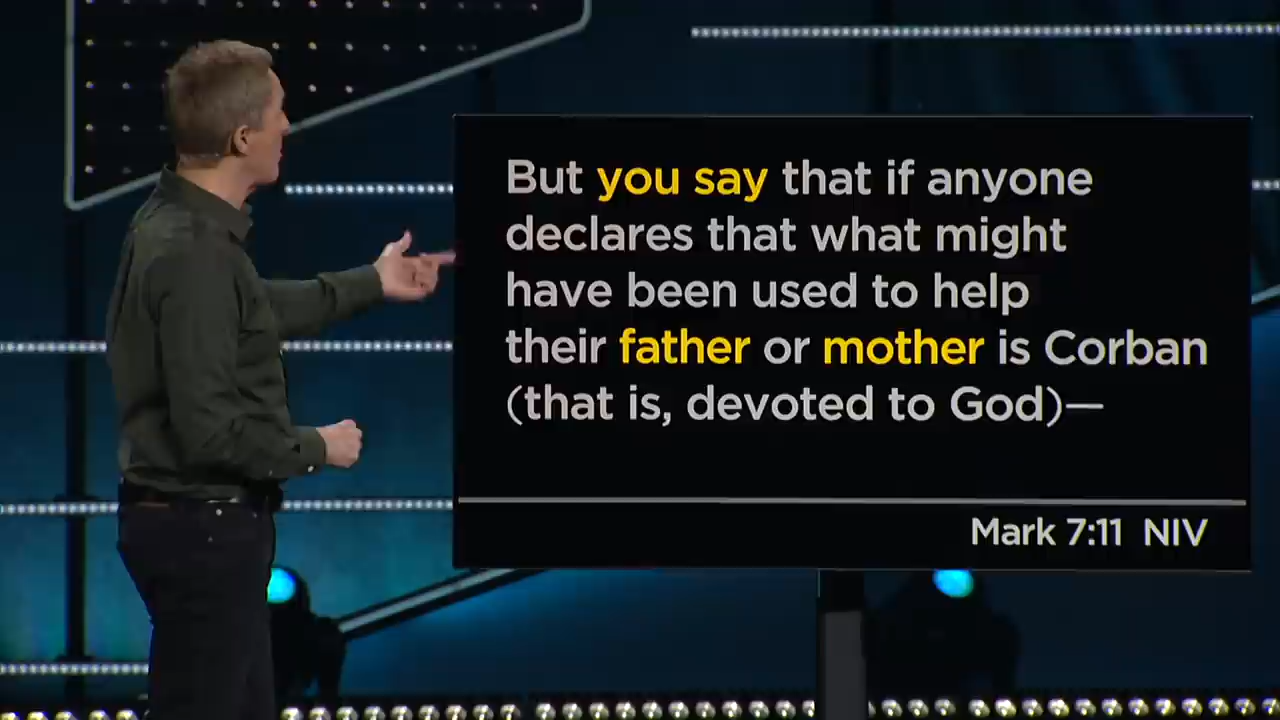 But you say that if anyone
declares that what might
have been used to help
their father or mother is Corban
(that is, devoted to God)—
Mark 7:11 NIV